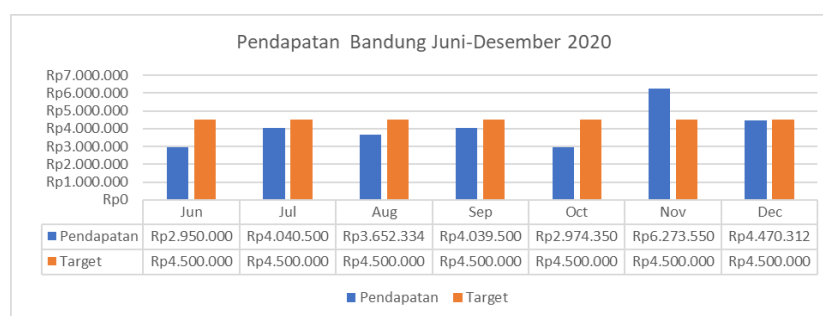 Pendapatan Bandung Juni-Desember 2020
Rp7.000.000
Rp6.000.000
Rp5.000.000
Rp4.000.000
Rp3.000.000
Rp2.000.000
Rp1.000.000
Rp0
Jun Jul Aug Sep Oct Nov Dec
Pendapatan Rp2.950.000 Rp4.040.500 Rp3.652.334 Rp4.039.500 Rp2.974.350 Rp6.273.550 Rp4.470.312
Target Rp4.500.000 Rp4.500.000 Rp4.500.000 Rp4.500.000 Rp4.500.000 Rp4.500.000 Rp4.500.000
Pendapatan Target